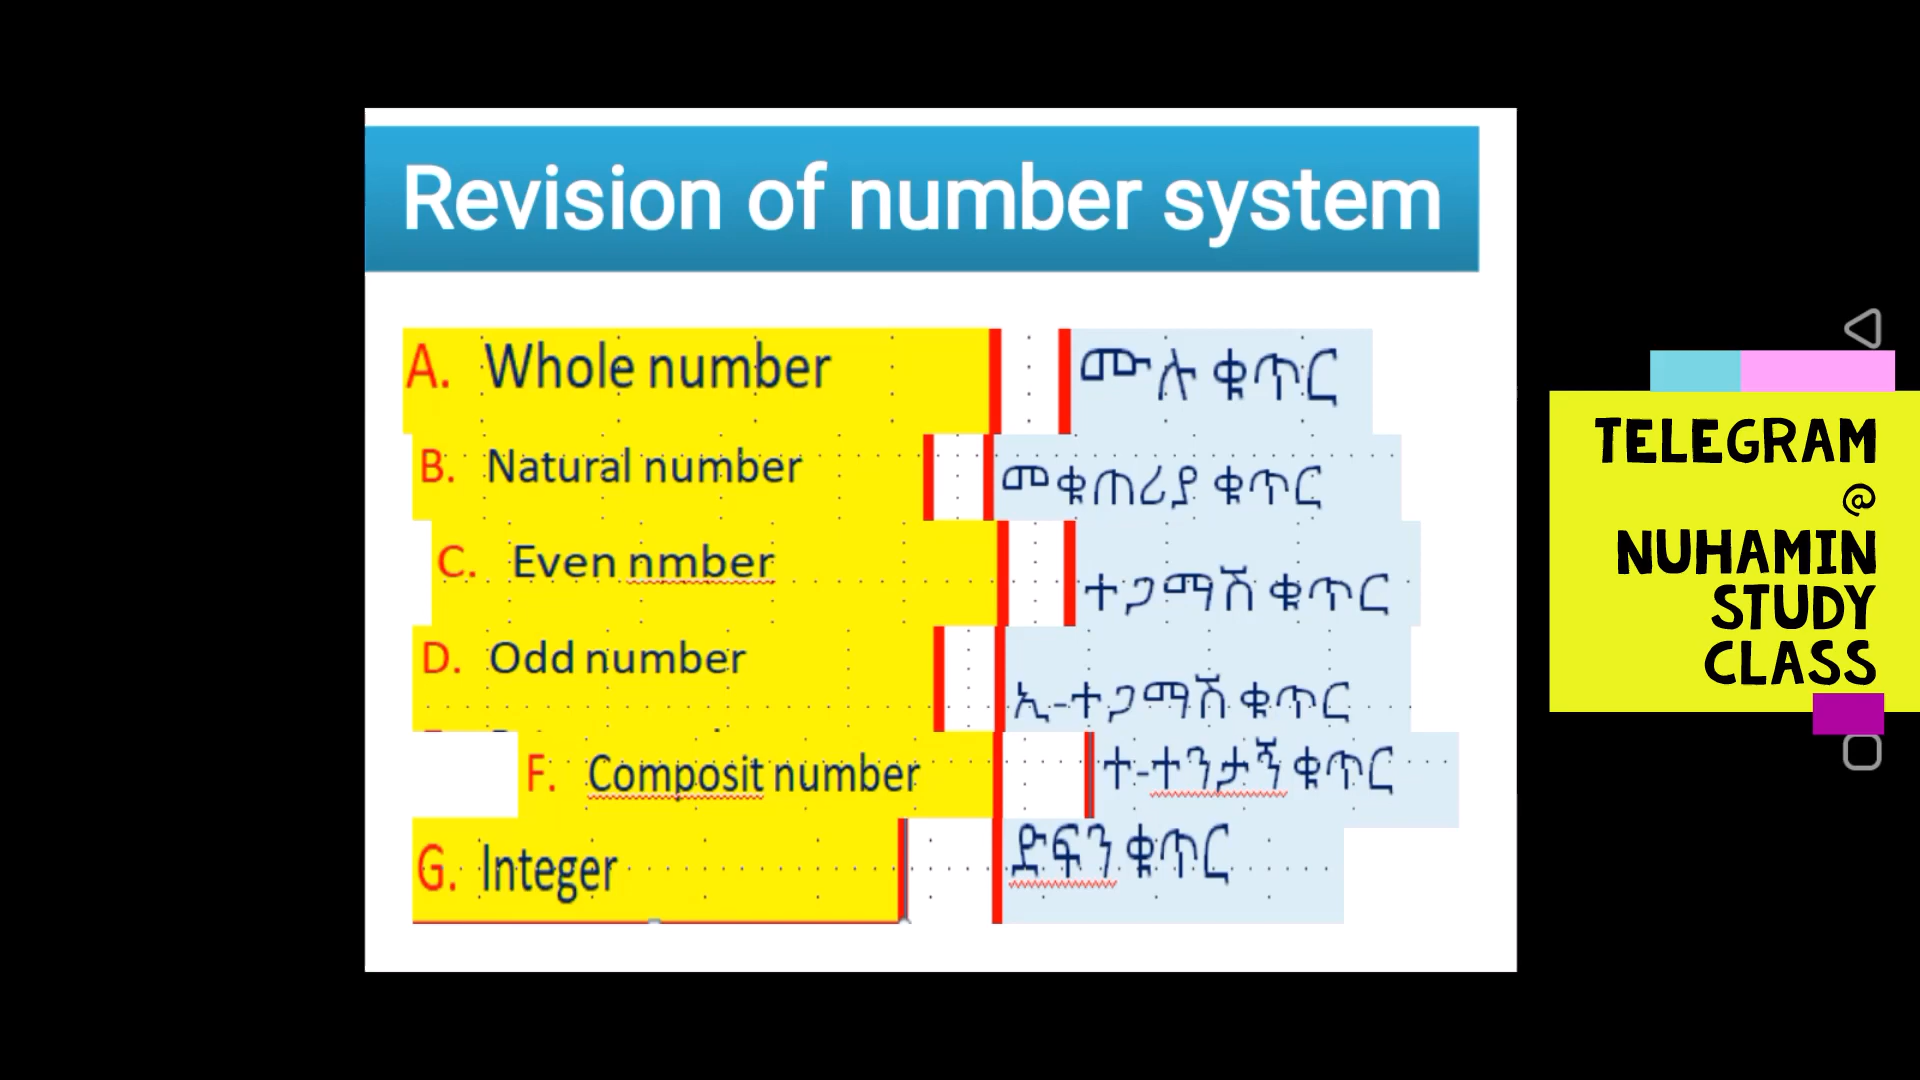 Revision of number system
A. Whole number ሙሉ ቁጥር
B. Natural number መቁጠሪያ ቁጥር
C. Even nmber ተጋማሽ ቁጥር
D. Odd number ኢ-ተጋማሽ ቁጥር
F. Composit number ተ-ተንታኝ ቁጥር
G. Integer ድፍን ቁጥር
TELEGRAM
@
NUHAMIN
STUDY
CLASS